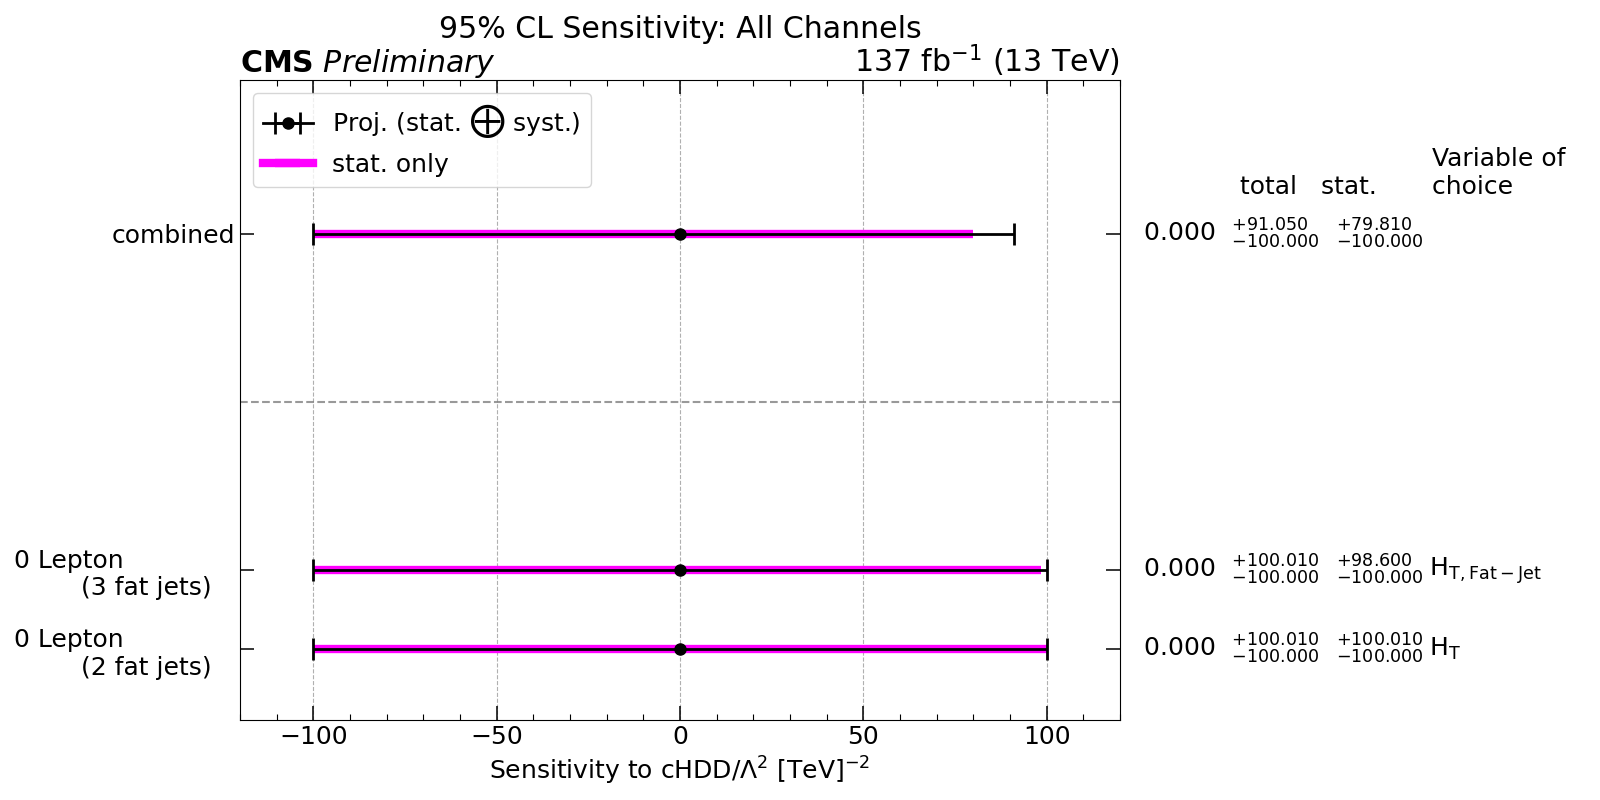 95% CL Sensitivity: All Channels
CMS Preliminary 137 fb⁻¹ (13 TeV)
Proj. (stat. ⊕ syst.)
stat. only
Variable of
total stat. choice
combined 0.000 +91.050 −100.000 +79.810 −100.000
0 Lepton
(3 fat jets) 0.000 +100.010 −100.000 +98.600 −100.000 H_T, Fat−Jet
0 Lepton
(2 fat jets) 0.000 +100.010 −100.000 +100.010 −100.000 H_T
−100 −50 0 50 100
Sensitivity to cHDD/Λ² [TeV]⁻²